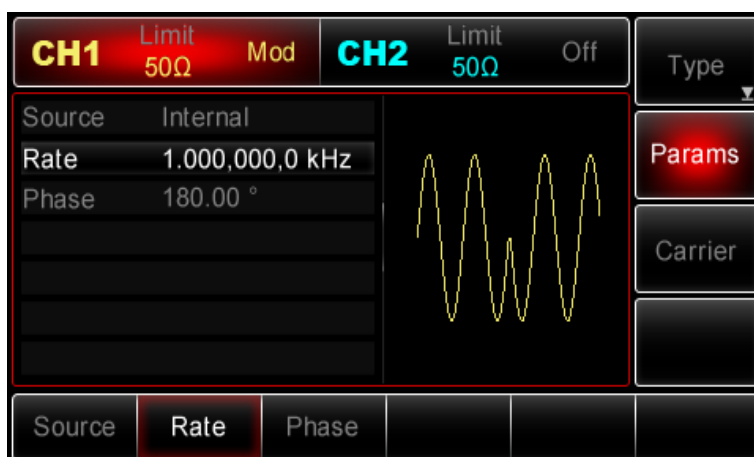 CH1 Limit 50Ω Mod
CH2 Limit 50Ω Off
Type
Source Internal
Rate 1.000,000,0 kHz
Phase 180.00 °
Params
Carrier
Source Rate Phase